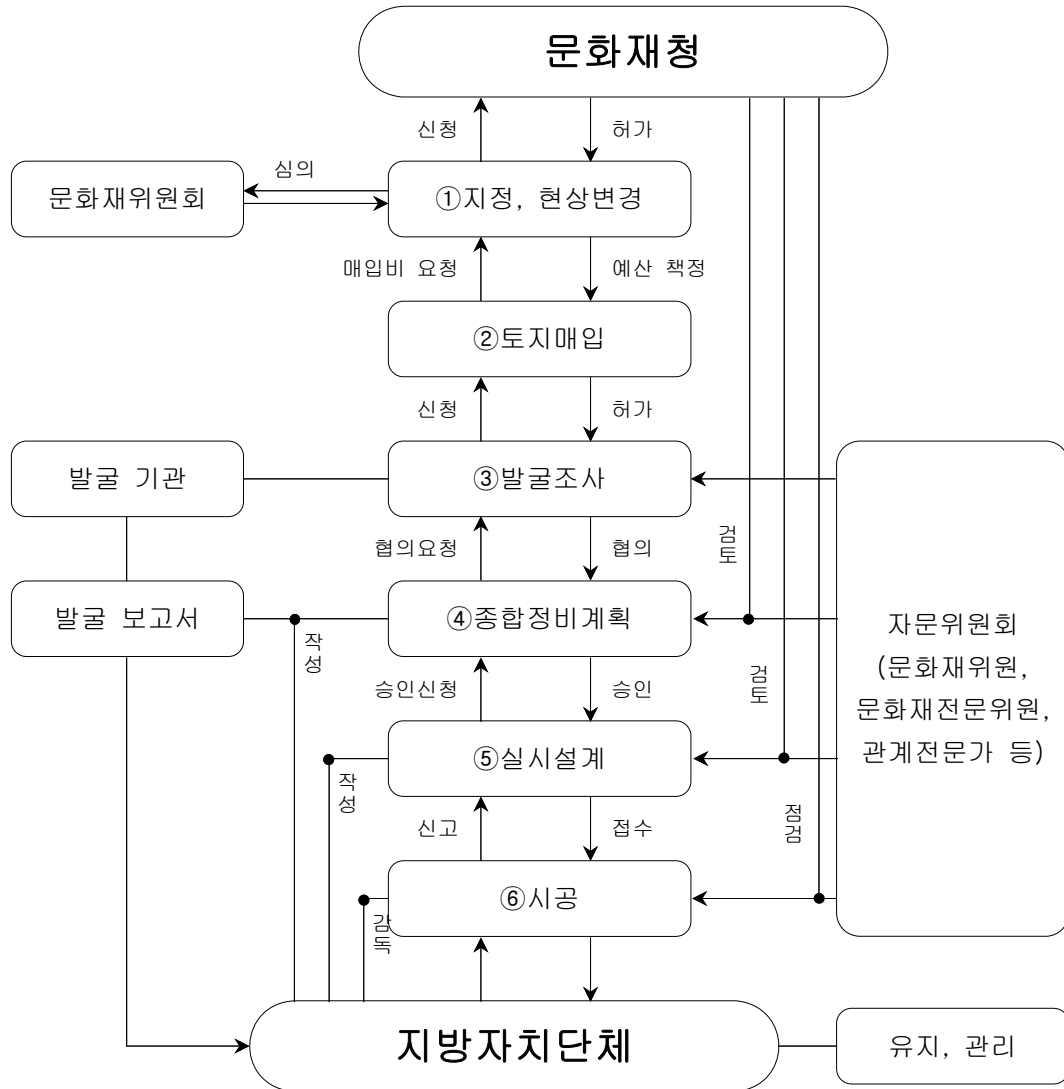 문화재청
신청
허가
심의
문화재위원회
①지정, 현상변경
매입비 요청
예산 책정
②토지매입
신청
허가
발굴 기관
③발굴조사
협의요청
협의
검토
발굴 보고서
④종합정비계획
작성
자문위원회
(문화재위원,
문화재전문위원,
관계전문가 등)
승인신청
승인
검토
⑤실시설계
작성
신고
접수
점검
⑥시공
감독
지방자치단체
유지, 관리